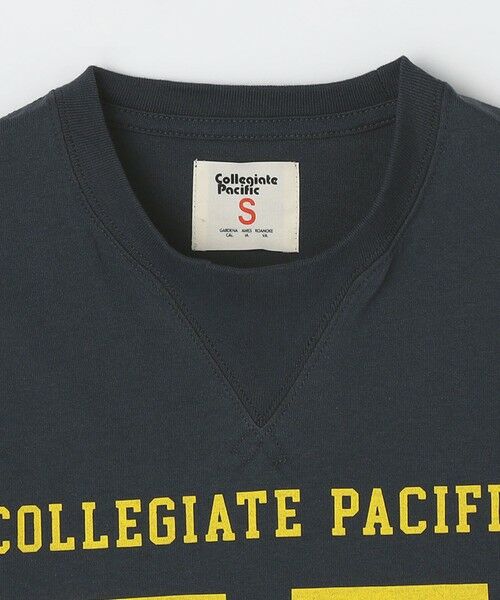 Collegiate
Pacific
S
GARDENA AMES ROANOKE
CAL. IA. VA.
COLLEGIATE PACIFI